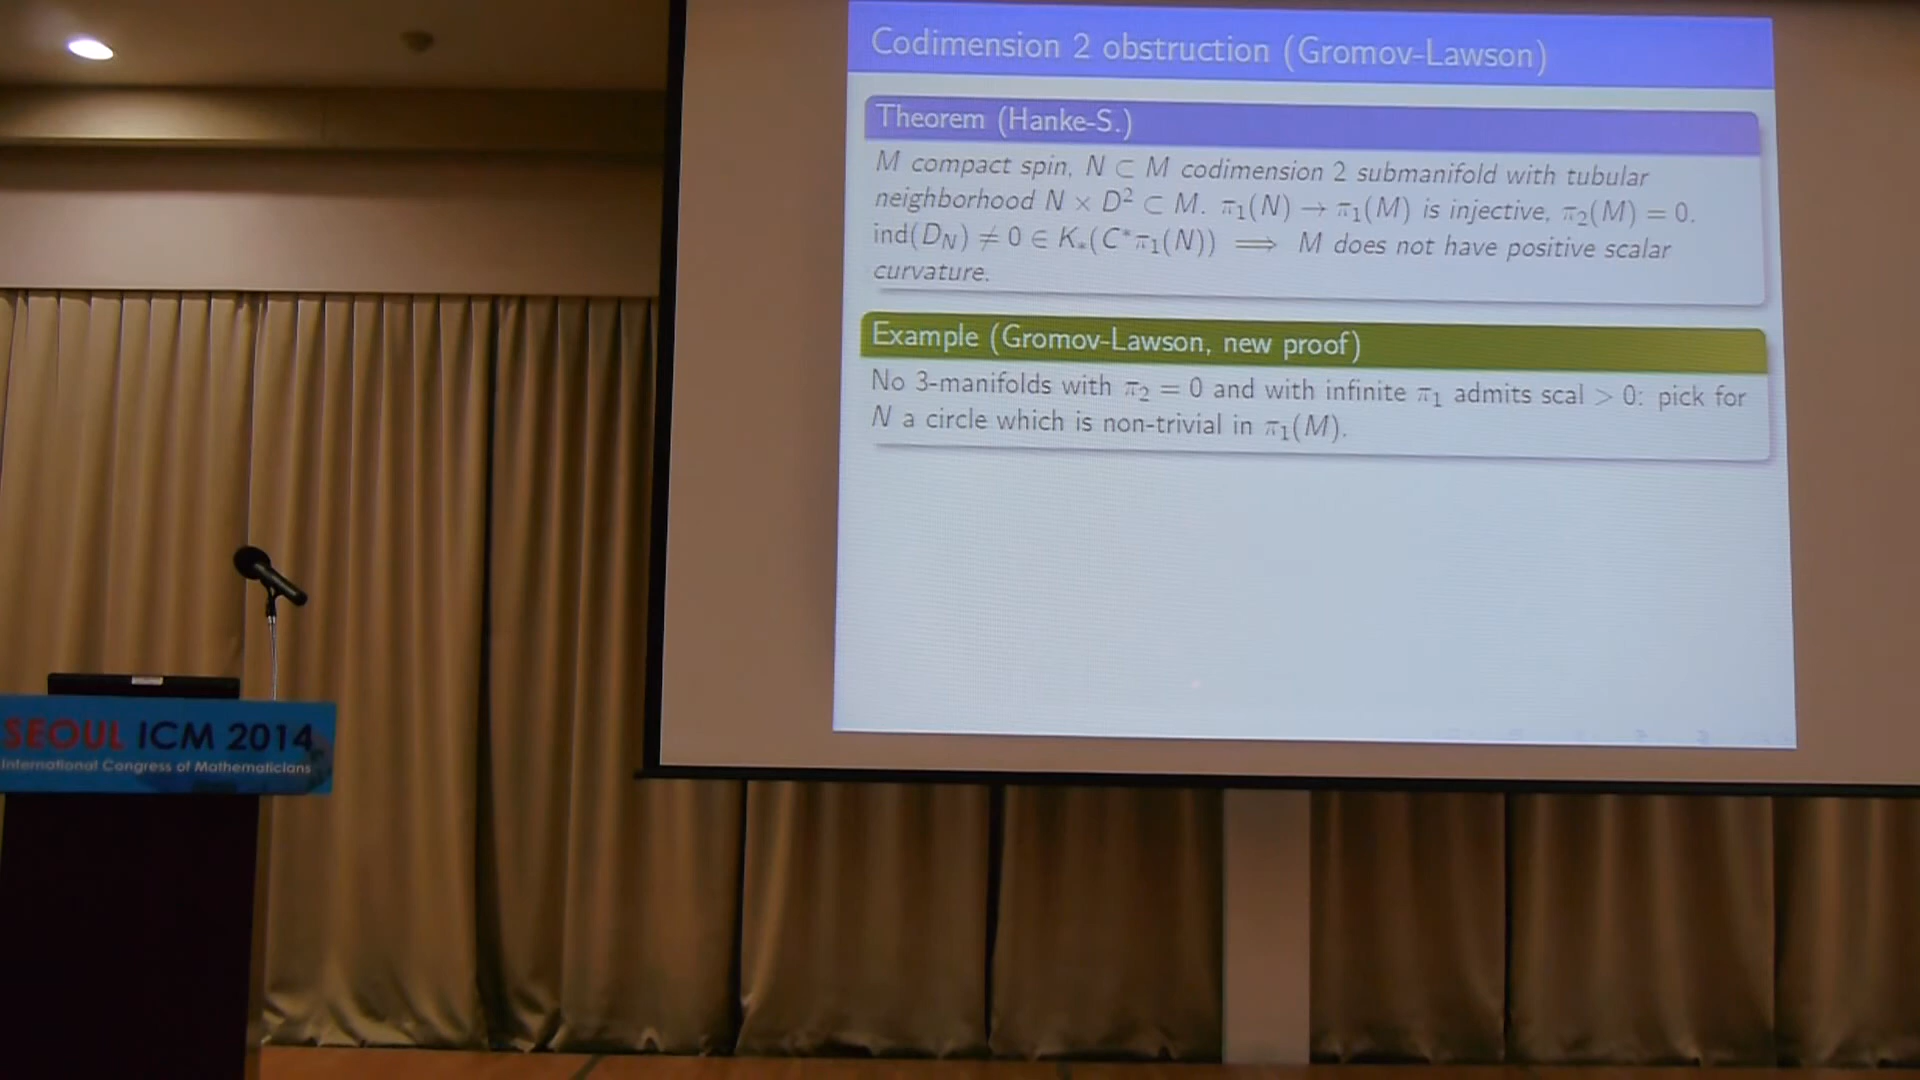 Codimension 2 obstruction (Gromov-Lawson)
Theorem (Hanke-S.)
M compact spin, N ⊂ M codimension 2 submanifold with tubular
neighborhood N × D² ⊂ M. π₁(N) → π₁(M) is injective, π₂(M) = 0.
ind(D_N) ≠ 0 ∈ K_*(C*π₁(N)) ⟹ M does not have positive scalar
curvature.
Example (Gromov-Lawson, new proof)
No 3-manifolds with π₂ = 0 and with infinite π₁ admits scal > 0: pick for
N a circle which is non-trivial in π₁(M).
SEOUL ICM 2014
International Congress of Mathematicians